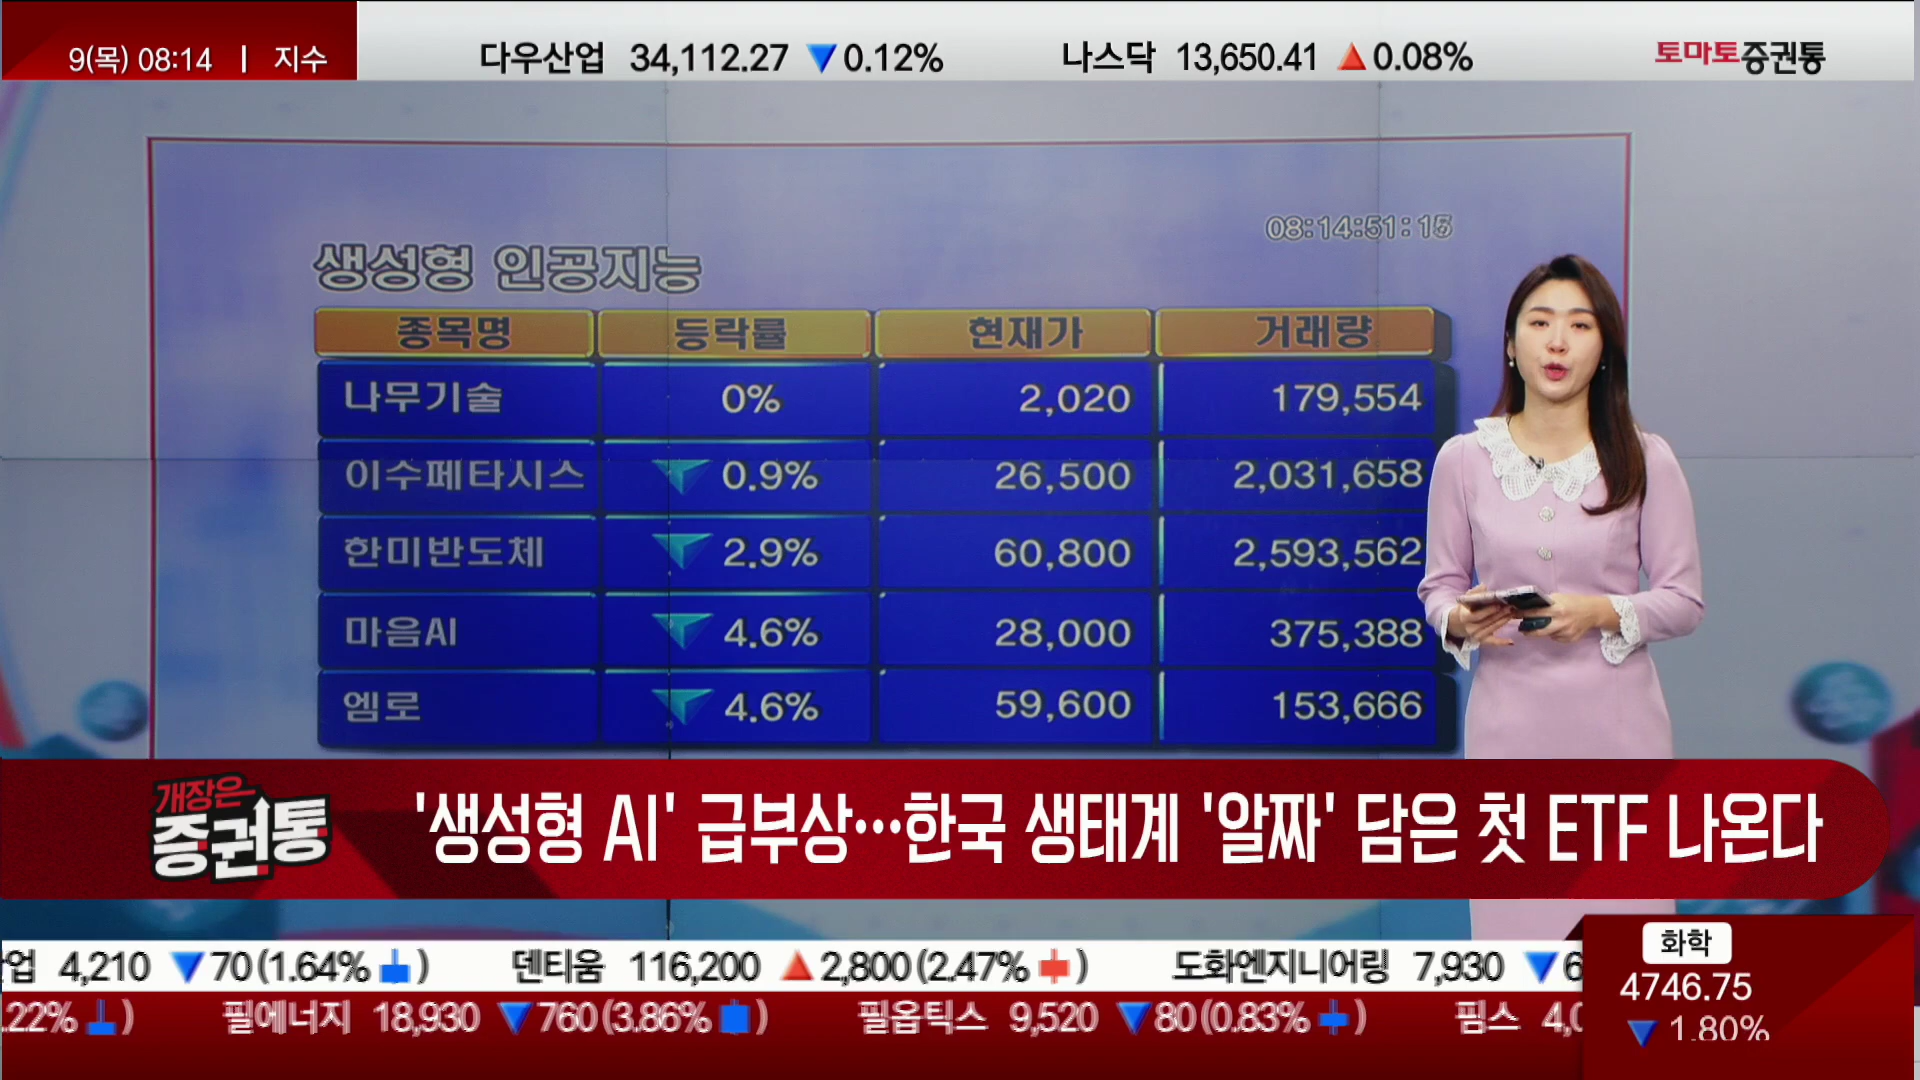 9(목) 08:14 | 지수
다우산업 34,112.27 ▼0.12%
나스닥 13,650.41 ▲0.08%
토마토증권통
08:14:51:15
생성형 인공지능
종목명 등락률 현재가 거래량
나무기술 0% 2,020 179,554
이수페타시스 ▼ 0.9% 26,500 2,031,658
한미반도체 ▼ 2.9% 60,800 2,593,562
마음AI ▼ 4.6% 28,000 375,388
엠로 ▼ 4.6% 59,600 153,666
개장은
증권통
'생성형 AI' 급부상…한국 생태계 '알짜' 담은 첫 ETF 나온다
업 4,210 ▼70(1.64% ) 덴티움 116,200 ▲2,800(2.47% ) 도화엔지니어링 7,930 ▼6
.22% ) 필에너지 18,930 ▼760(3.86% ) 필옵틱스 9,520 ▼80(0.83% ) 핌스 4,0
화학
4746.75
▼ 1.80%